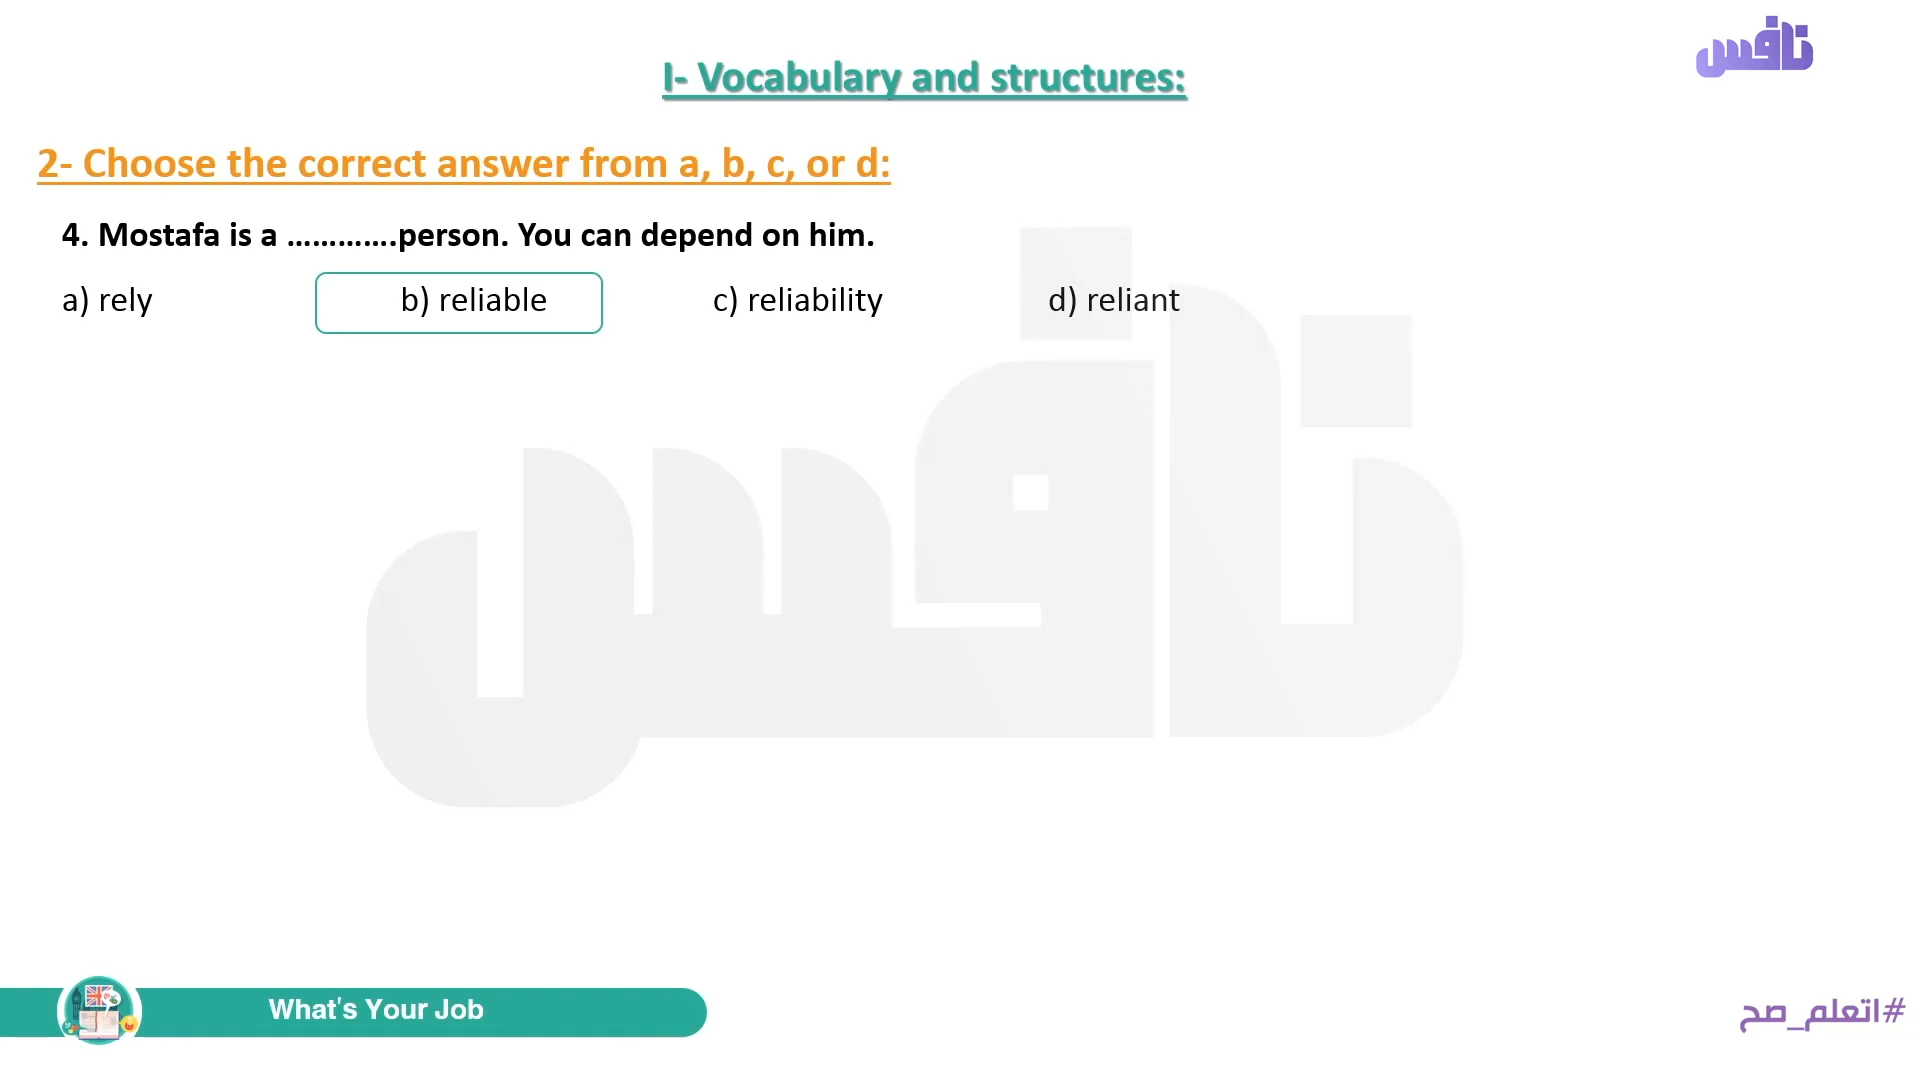 نافس
I- Vocabulary and structures:
2- Choose the correct answer from a, b, c, or d:
4. Mostafa is a .............person. You can depend on him.
a) rely b) reliable c) reliability d) reliant
نافس
What's Your Job
#اتعلم_صح